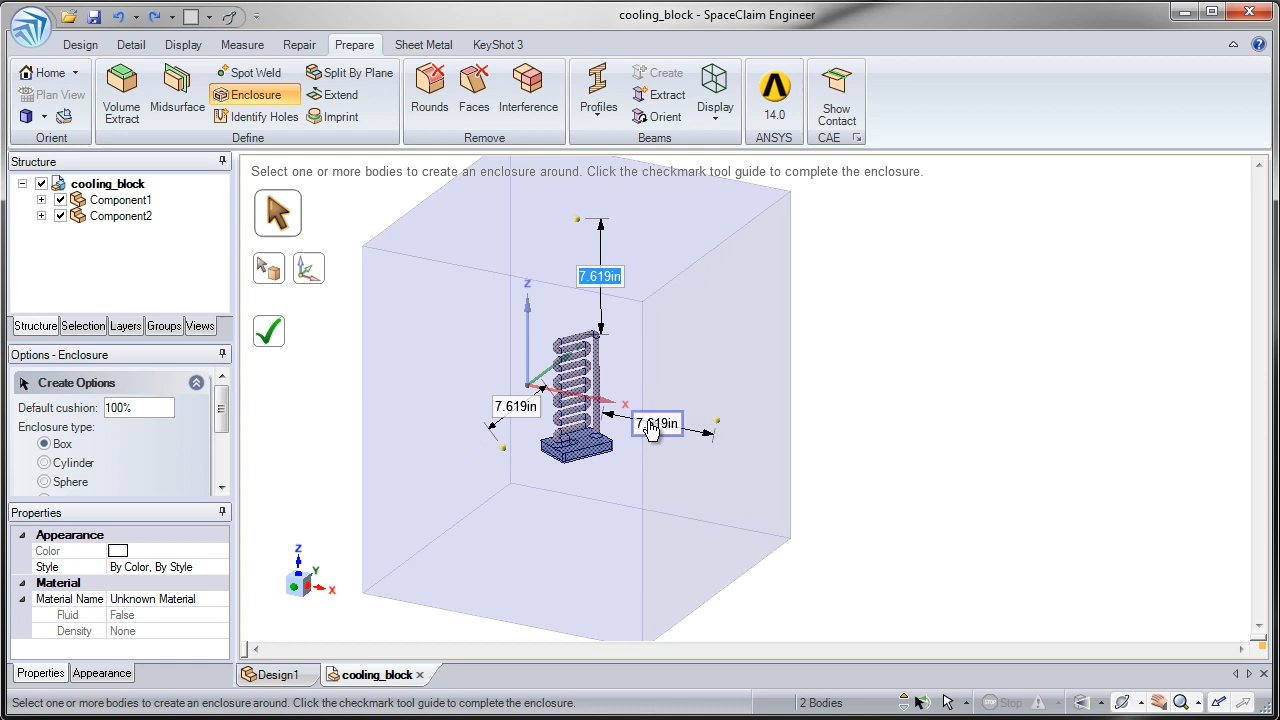 cooling_block - SpaceClaim Engineer
Design Detail Display Measure Repair Prepare Sheet Metal KeyShot 3
Home
Plan View
Orient
Volume Extract
Midsurface
Spot Weld
Enclosure
Identify Holes
Split By Plane
Extend
Imprint
Define
Rounds
Faces
Interference
Remove
Profiles
Create
Extract
Orient
Display
Beams
14.0
ANSYS
Show Contact
CAE
Structure
cooling_block
Component1
Component2
Structure Selection Layers Groups Views
Options - Enclosure
Create Options
Default cushion: 100%
Enclosure type:
Box
Cylinder
Sphere
Properties
Appearance
Color
Style By Color, By Style
Material
Material Name Unknown Material
Fluid False
Density None
Properties Appearance
Select one or more bodies to create an enclosure around. Click the checkmark tool guide to complete the enclosure.
7.619in
Z
X
7.619in
7.619in
Z
Y
X
Design1 cooling_block
Select one or more bodies to create an enclosure around. Click the checkmark tool guide to complete the enclosure.
2 Bodies
Stop